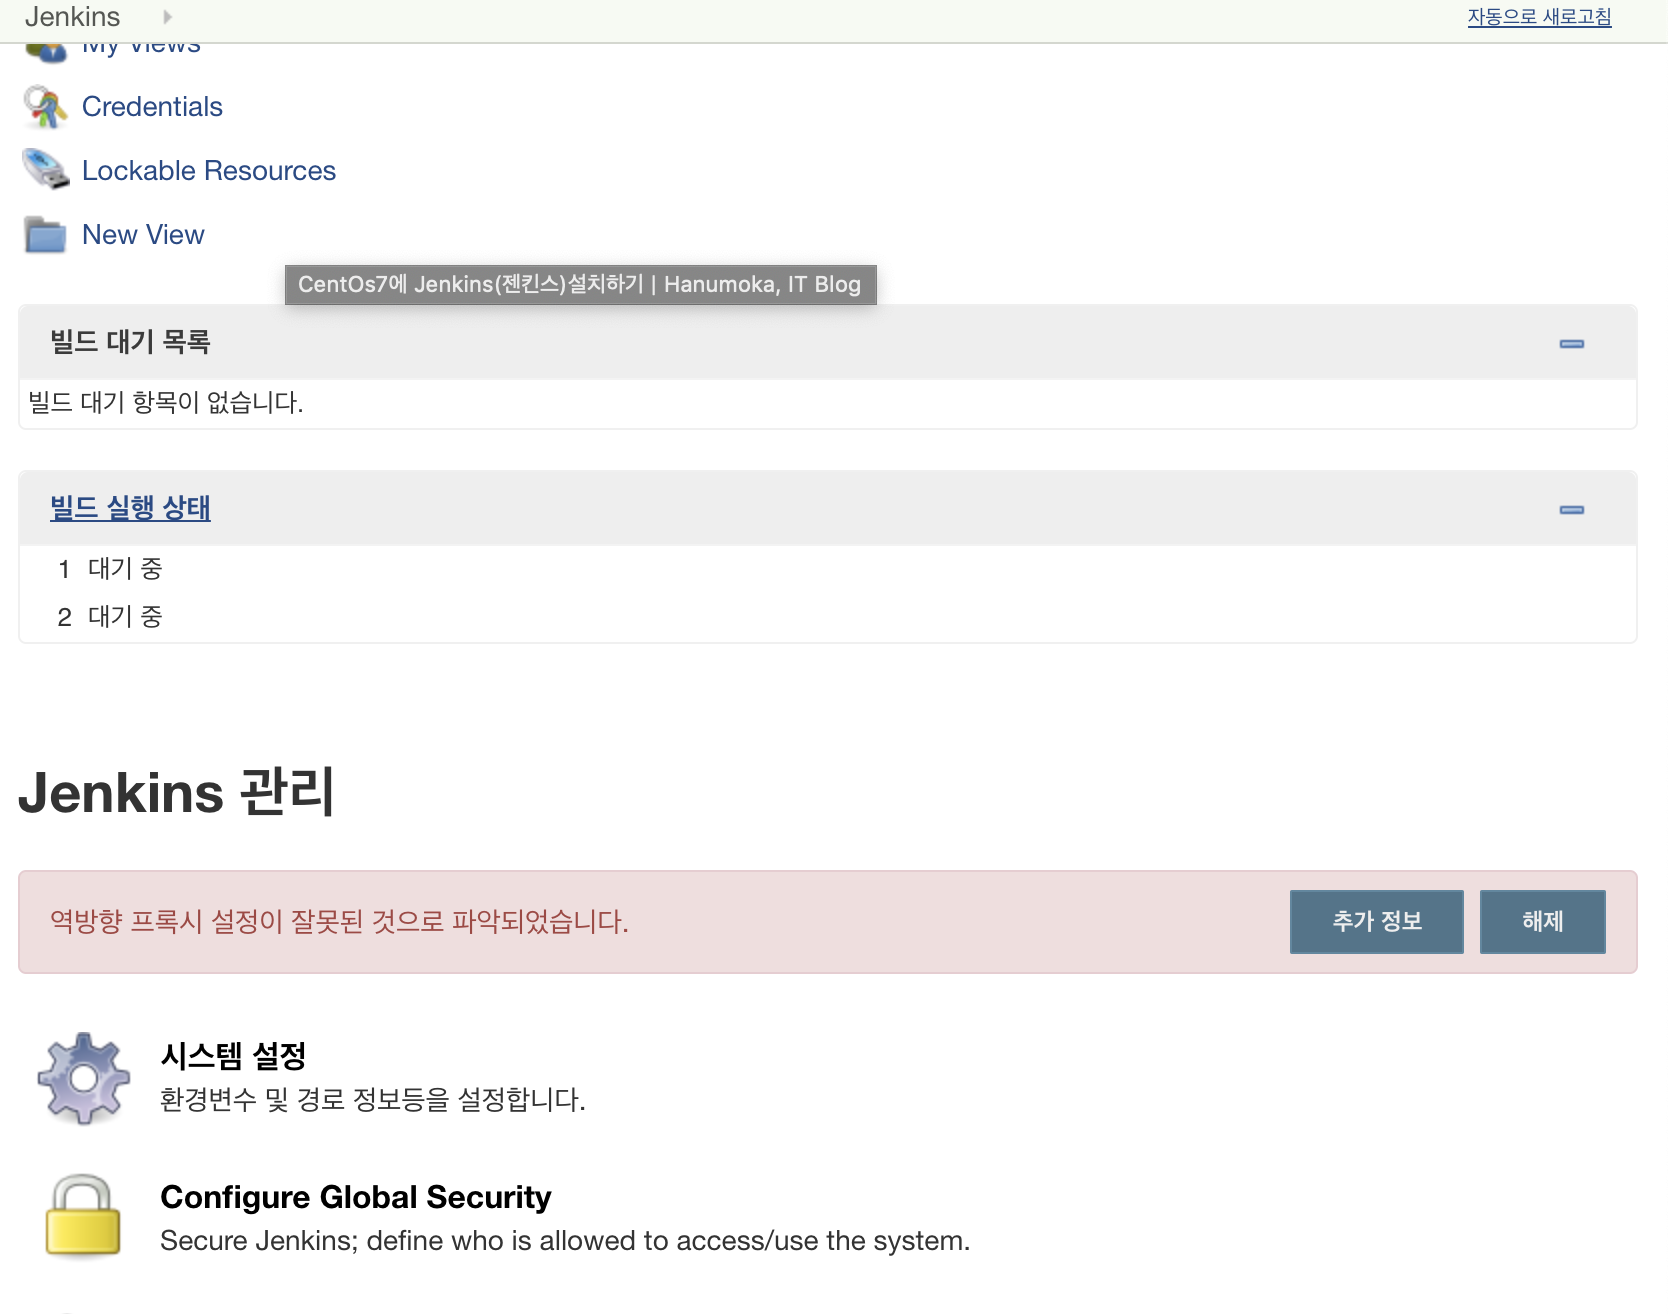 Jenkins
자동으로 새로고침
My Views
Credentials
Lockable Resources
New View
CentOs7에 Jenkins(젠킨스)설치하기 | Hanumoka, IT Blog
빌드 대기 목록
빌드 대기 항목이 없습니다.
빌드 실행 상태
1 대기 중
2 대기 중
Jenkins 관리
역방향 프록시 설정이 잘못된 것으로 파악되었습니다.
추가 정보
해제
시스템 설정
환경변수 및 경로 정보등을 설정합니다.
Configure Global Security
Secure Jenkins; define who is allowed to access/use the system.